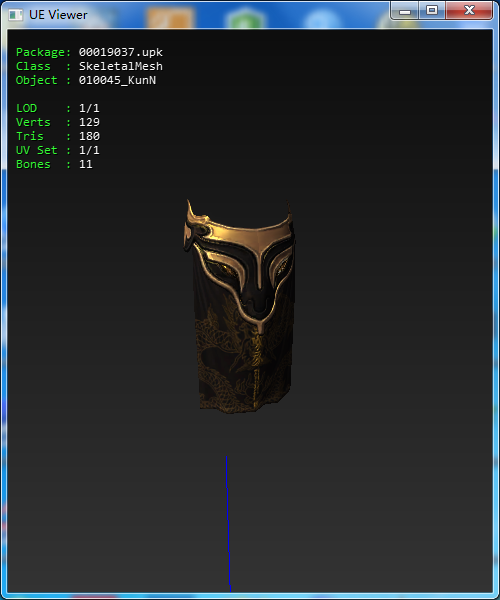 UE Viewer
Package: 00019037.upk
Class : SkeletalMesh
Object : 010045_KunN
LOD : 1/1
Verts : 129
Tris : 180
UV Set : 1/1
Bones : 11